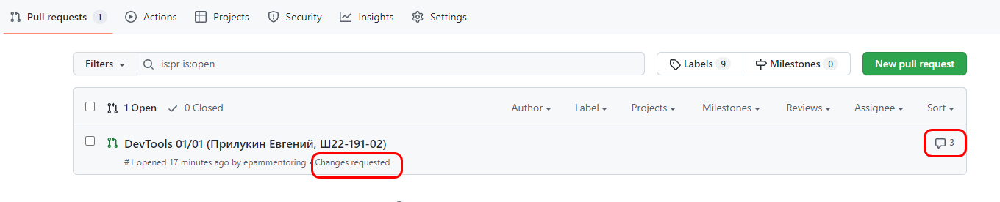 Pull requests 1 Actions Projects Security Insights Settings
Filters is:pr is:open Labels 9 Milestones 0 New pull request
1 Open 0 Closed Author Label Projects Milestones Reviews Assignee Sort
DevTools 01/01 (Прилукин Евгений, Ш22-191-02) 3
#1 opened 17 minutes ago by epammentoring • Changes requested